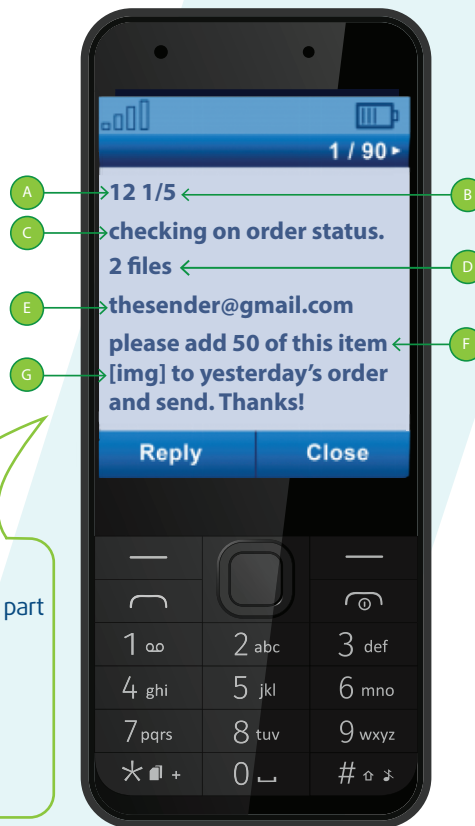 1 / 90
A
12 1/5
B
C
checking on order status.
2 files
D
E
thesender@gmail.com
please add 50 of this item
F
G
[img] to yesterday's order
and send. Thanks!
Reply
Close
part
1
2 abc
3 def
4 ghi
5 jkl
6 mno
7 pqrs
8 tuv
9 wxyz
* +
0
#